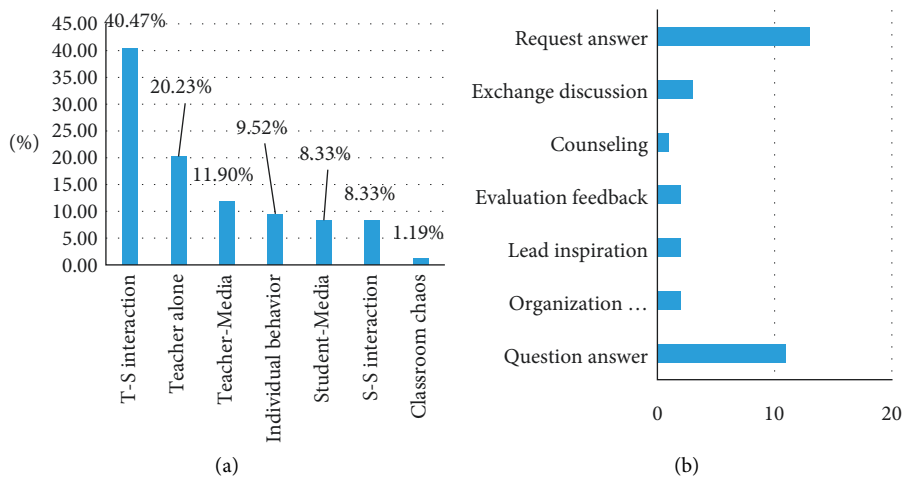 45.00
40.00
35.00
30.00
25.00
20.00
15.00
10.00
5.00
0.00
(%)
40.47%
20.23%
11.90%
9.52%
8.33%
8.33%
1.19%
T-S interaction
Teacher alone
Teacher-Media
Individual behavior
Student-Media
S-S interaction
Classroom chaos
(a)
Request answer
Exchange discussion
Counseling
Evaluation feedback
Lead inspiration
Organization …
Question answer
0 10 20
(b)